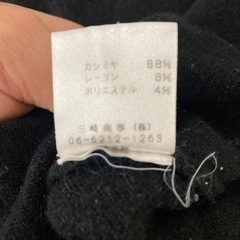 カシミヤ 88%
レーヨン 8%
ポリエステル 4%
三崎商事(株)
06-6212-1263